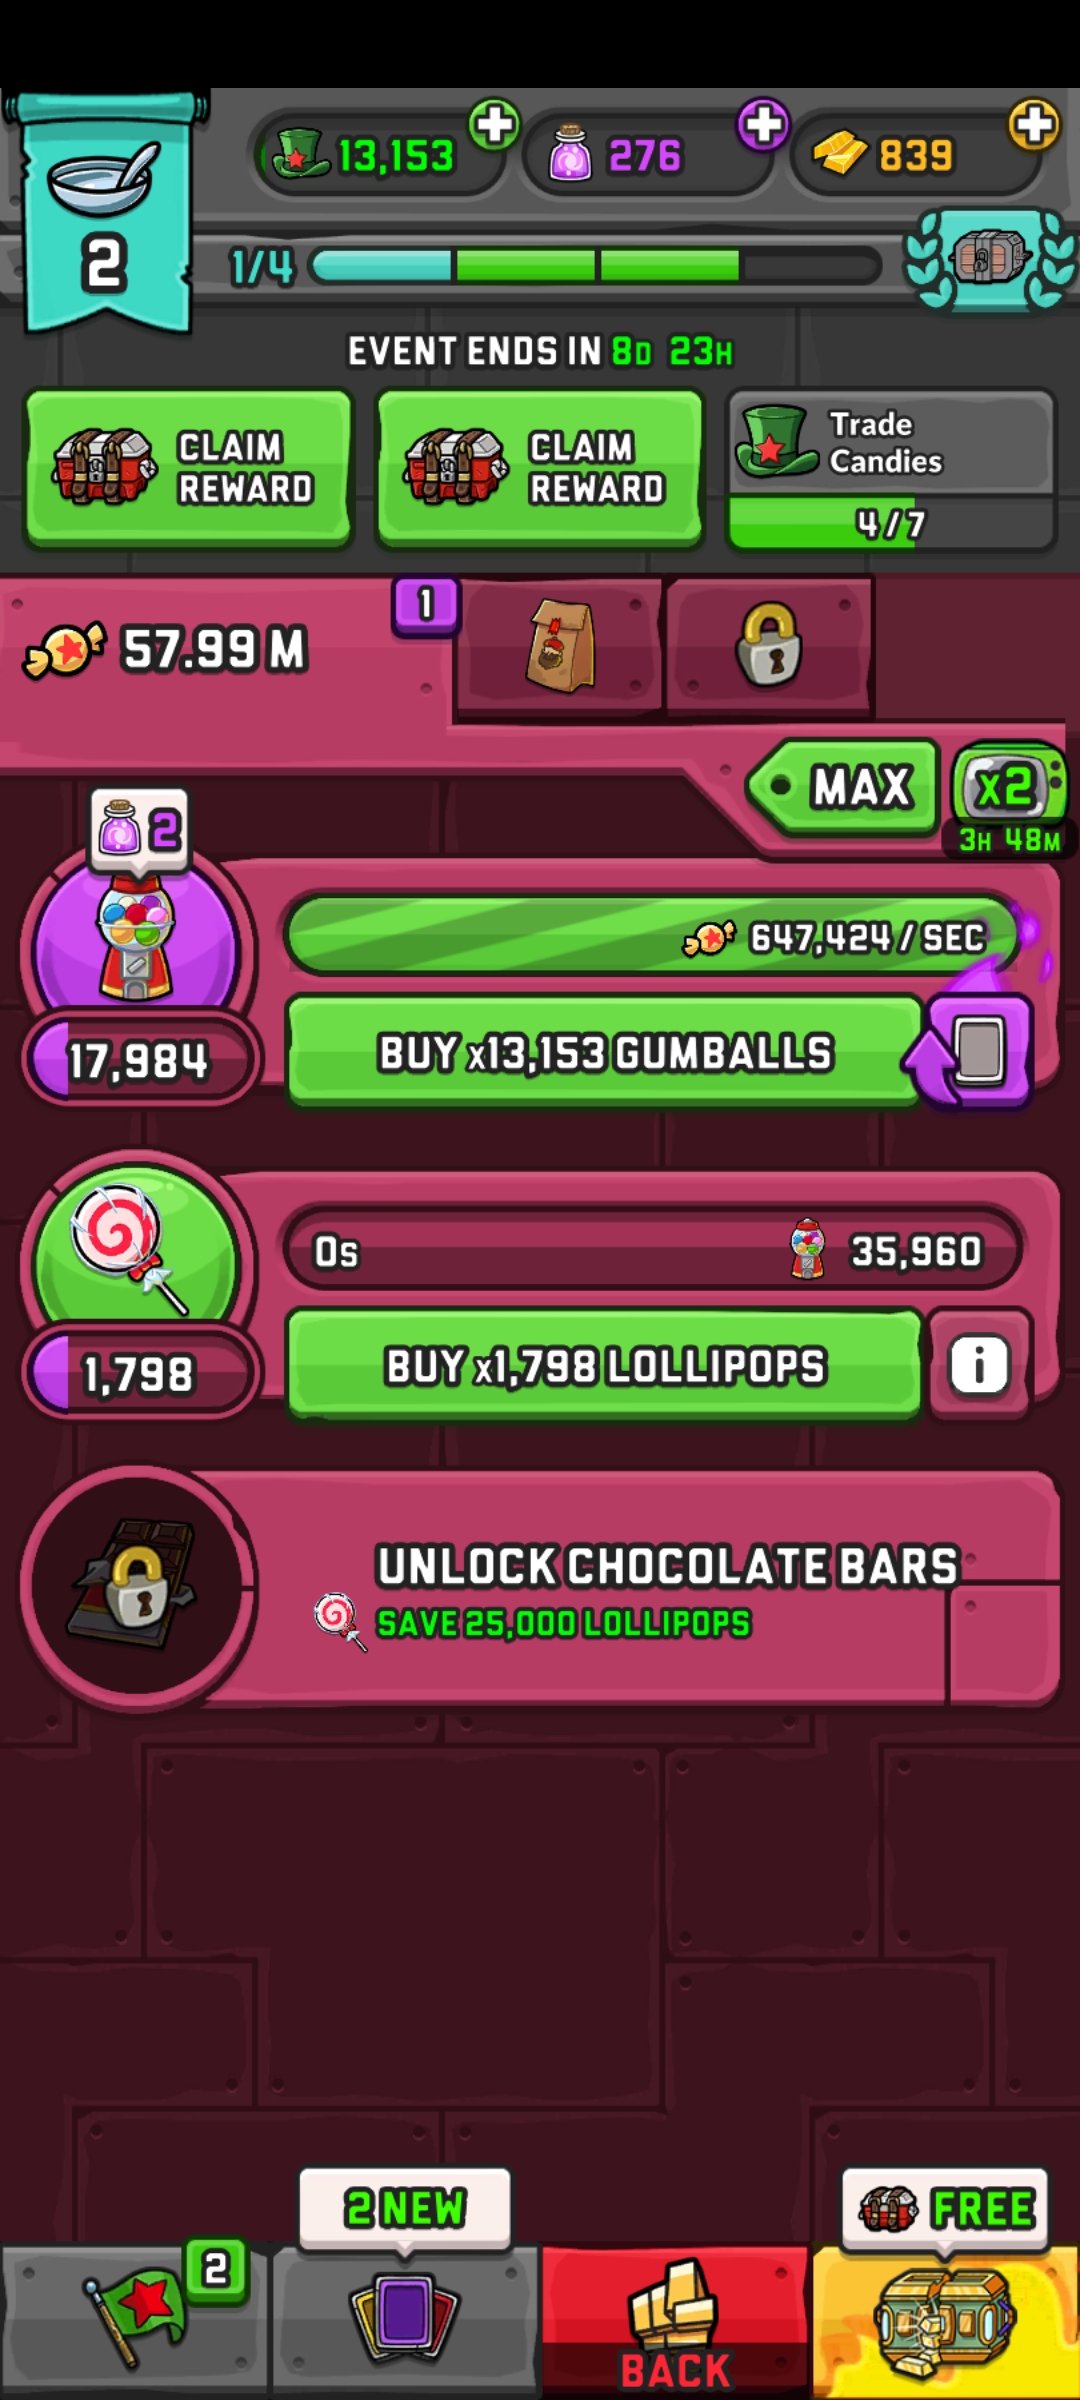 13,153
276
839
2
1/4
EVENT ENDS IN 8D 23H
CLAIM
REWARD
CLAIM
REWARD
Trade
Candies
4/7
57.99 M
1
MAX
x2
3H 48M
2
647,424 / SEC
17,984
BUY x13,153 GUMBALLS
0s
35,960
1,798
BUY x1,798 LOLLIPOPS
i
UNLOCK CHOCOLATE BARS
SAVE 25,000 LOLLIPOPS
2 NEW
FREE
2
BACK